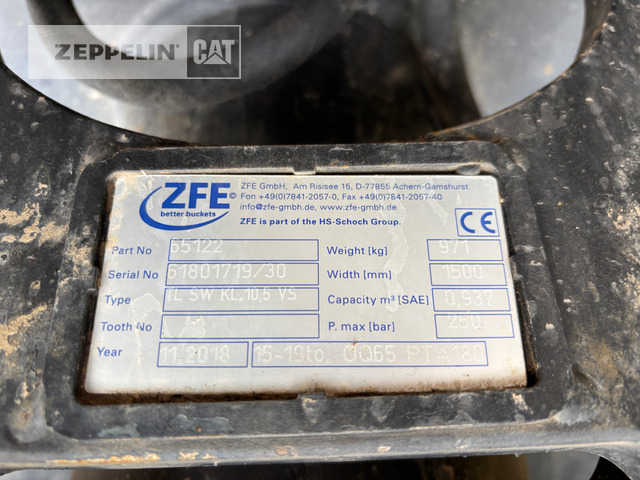 ZEPPELIN CAT
ZFE
better buckets
©
ZFE GmbH, Am Risisee 15, D-77855 Achern-Gamshurst
Fon +49(0)7841-2057-0, Fax +49(0)7841-2057-40
info@zfe-gmbh.de, www.zfe-gmbh.de
ZFE is part of the HS-Schoch Group.
CE
Part No 65122 Weight [kg] 971
Serial No 61801719/30 Width [mm] 1500
Type TL SW KL.10,5 VS Capacity m³ [SAE] 0,937
Tooth No P. max [bar] 250
Year 11.2018 15-19to. OQ65 PTA18C